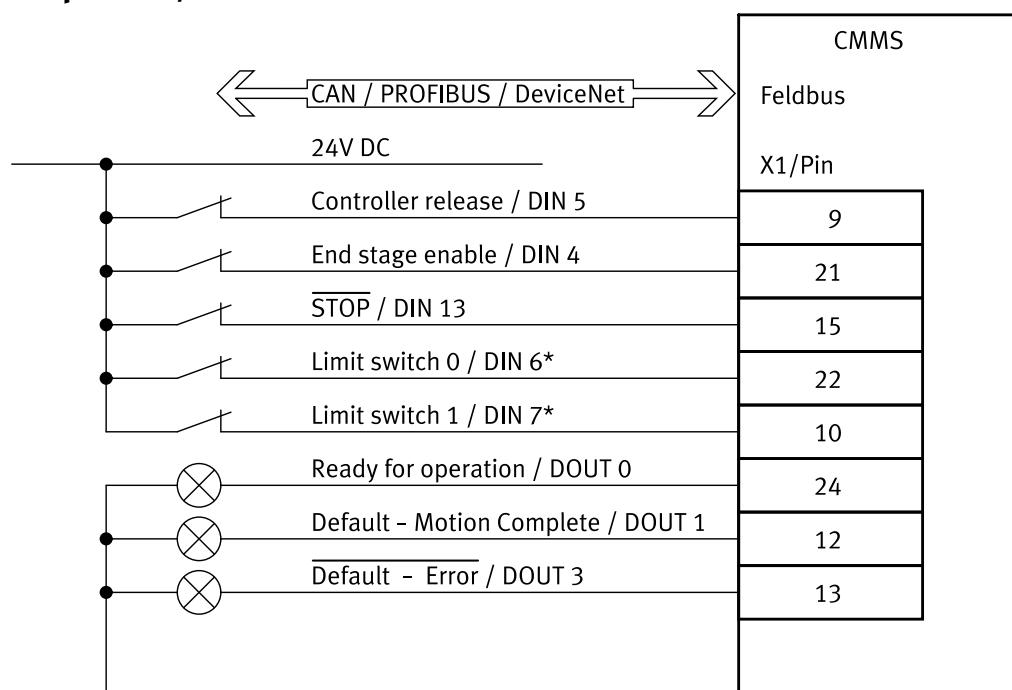 CMMS
CAN / PROFIBUS / DeviceNet
Feldbus
24V DC
X1/Pin
Controller release / DIN 5
9
End stage enable / DIN 4
21
STOP / DIN 13
15
Limit switch 0 / DIN 6*
22
Limit switch 1 / DIN 7*
10
Ready for operation / DOUT 0
24
Default – Motion Complete / DOUT 1
12
Default – Error / DOUT 3
13